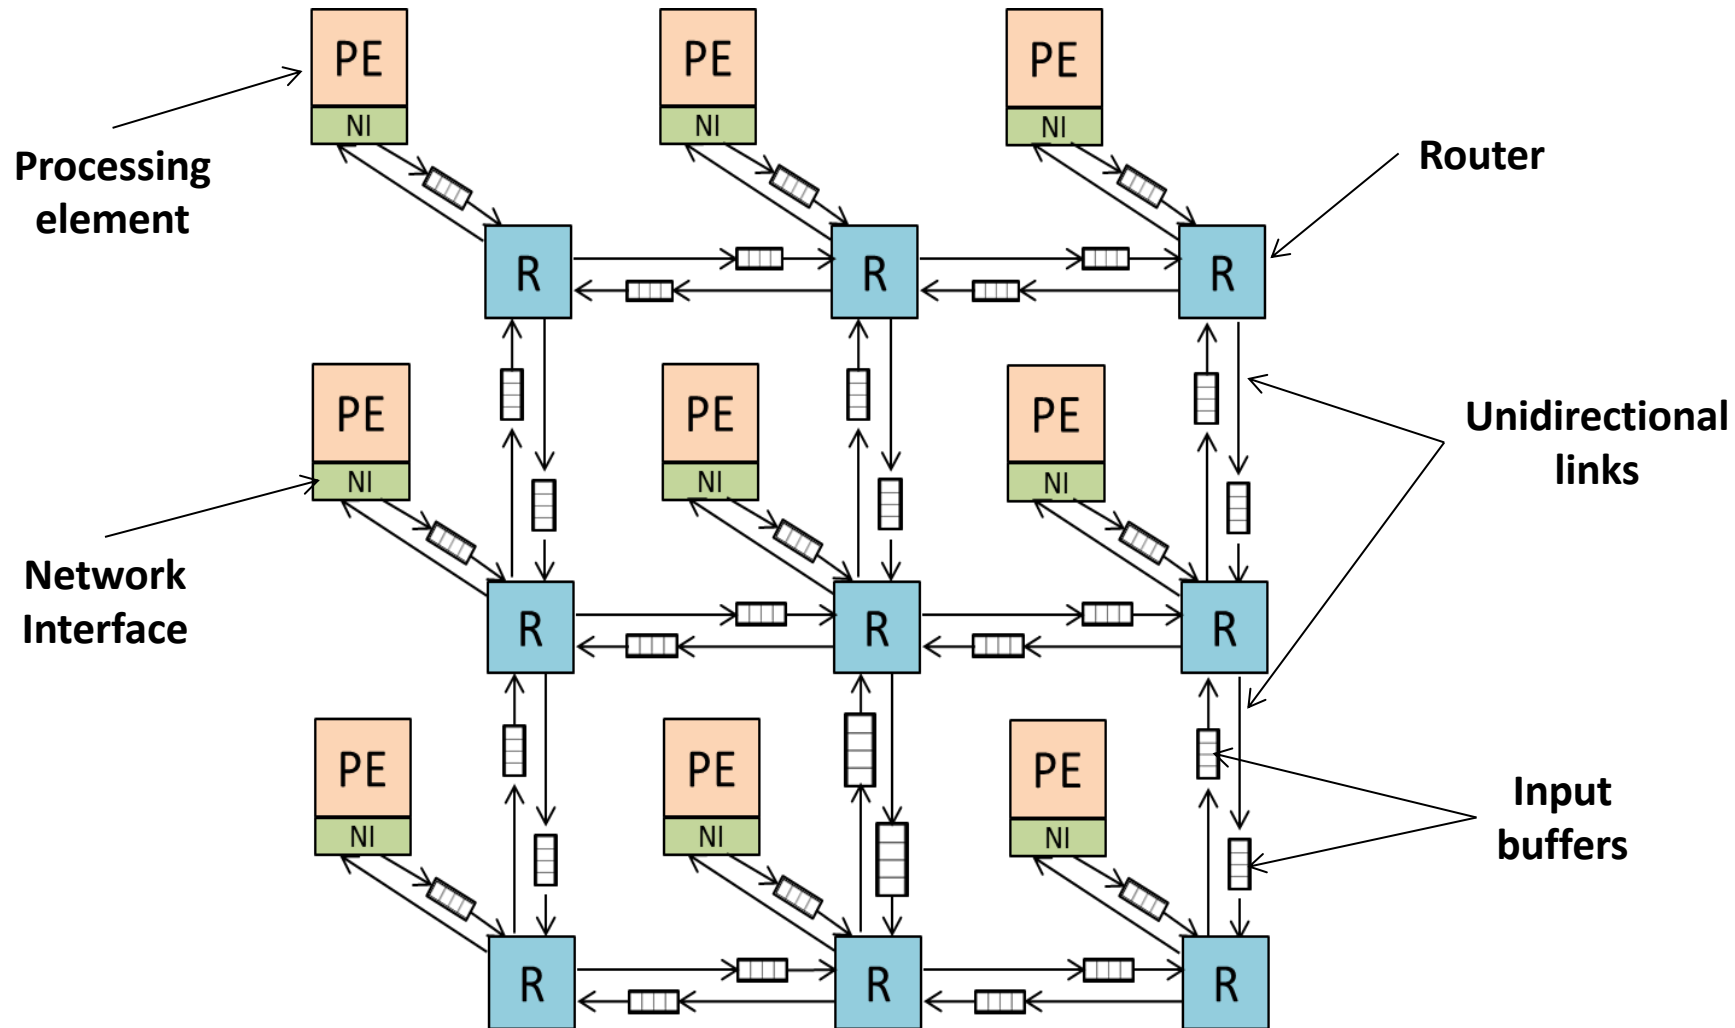 PE
PE
PE
NI
NI
NI
Processing
element
Router
R
R
R
PE
PE
PE
NI
NI
NI
Unidirectional
links
Network
Interface
R
R
R
PE
PE
PE
NI
NI
NI
Input
buffers
R
R
R